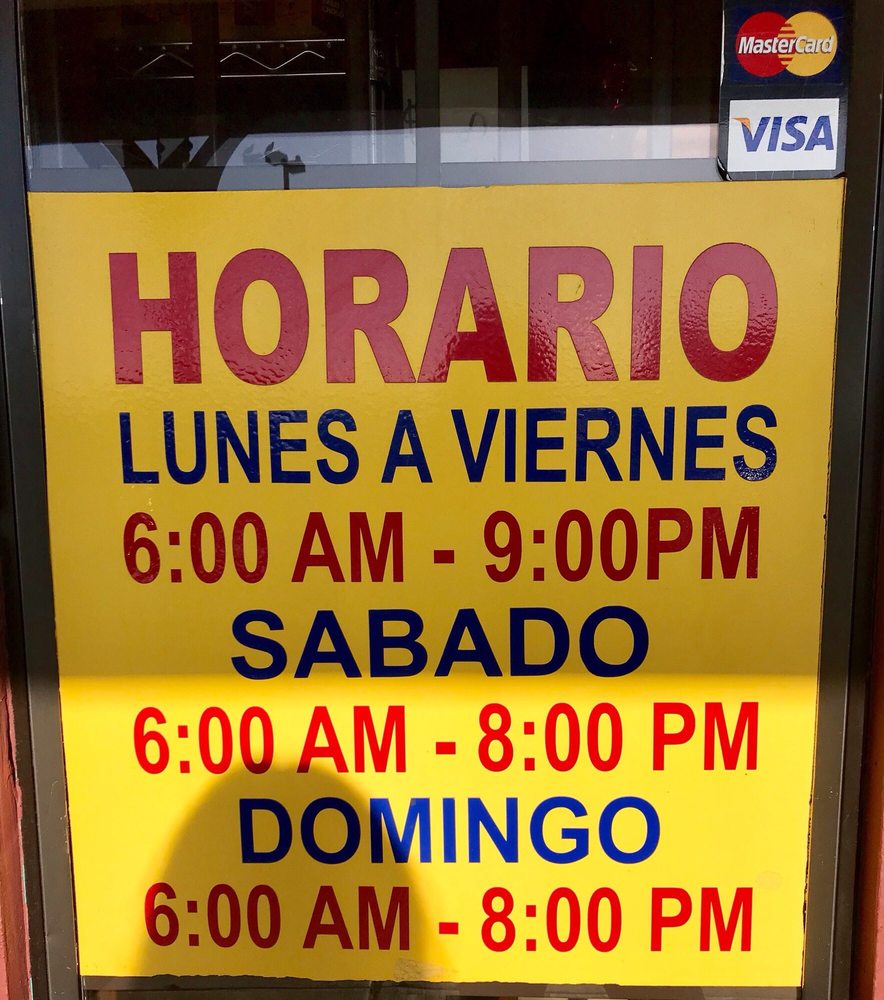 MasterCard
VISA
HORARIO
LUNES A VIERNES
6:00 AM - 9:00PM
SABADO
6:00 AM - 8:00 PM
DOMINGO
6:00 AM - 8:00 PM